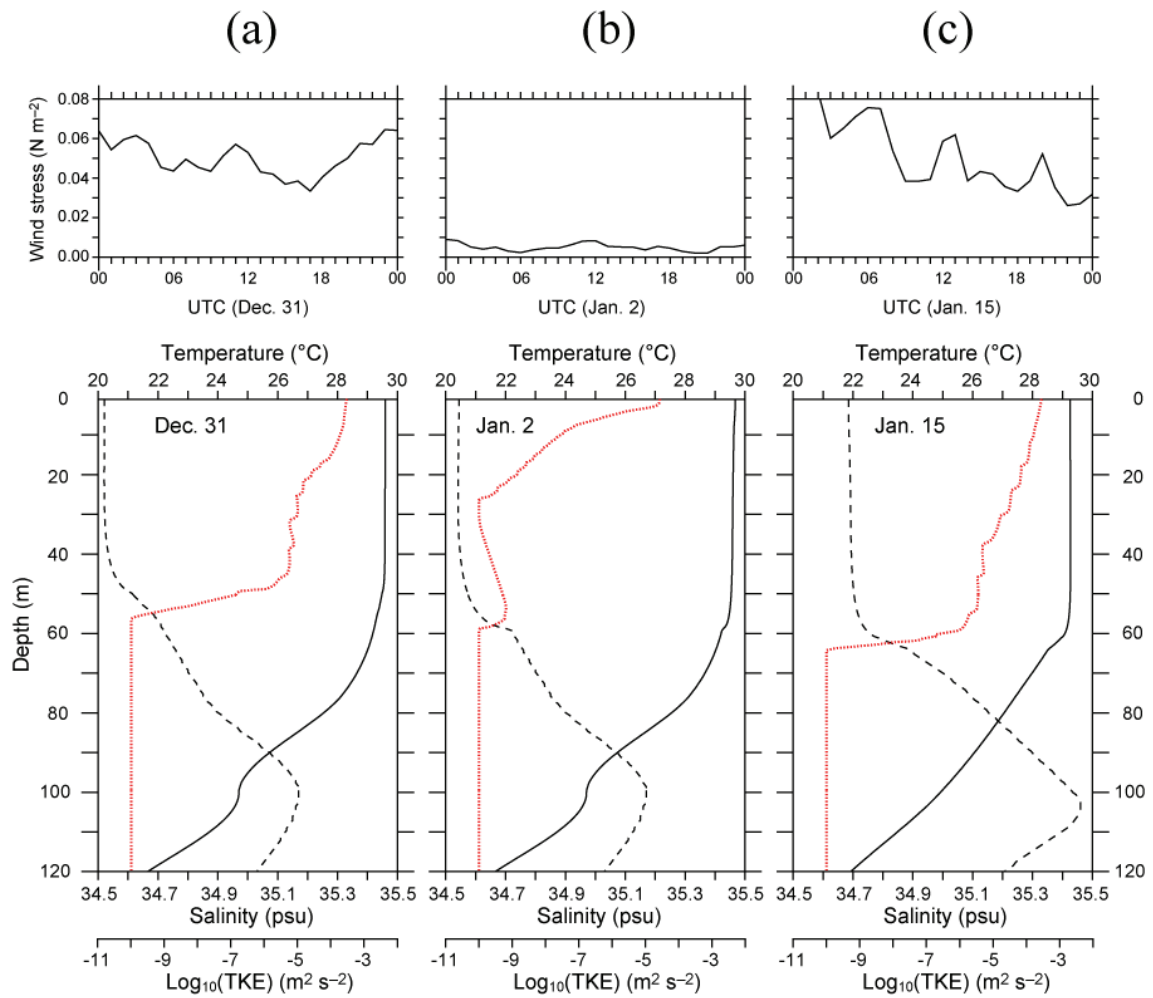 (a) (b) (c)
Wind stress (N m⁻²)
0.08
0.06
0.04
0.02
0.00
00 06 12 18 00
UTC (Dec. 31)
00 06 12 18 00
UTC (Jan. 2)
00 06 12 18 00
UTC (Jan. 15)
Temperature (°C) Temperature (°C) Temperature (°C)
20 22 24 26 28 30 20 22 24 26 28 30 20 22 24 26 28 30
Dec. 31 Jan. 2 Jan. 15
Depth (m)
0
20
40
60
80
100
120
0
20
40
60
80
100
120
34.5 34.7 34.9 35.1 35.3 35.5 34.5 34.7 34.9 35.1 35.3 35.5 34.5 34.7 34.9 35.1 35.3 35.5
Salinity (psu) Salinity (psu) Salinity (psu)
-11 -9 -7 -5 -3 -11 -9 -7 -5 -3 -11 -9 -7 -5 -3
Log₁₀(TKE) (m² s⁻²) Log₁₀(TKE) (m² s⁻²) Log₁₀(TKE) (m² s⁻²)